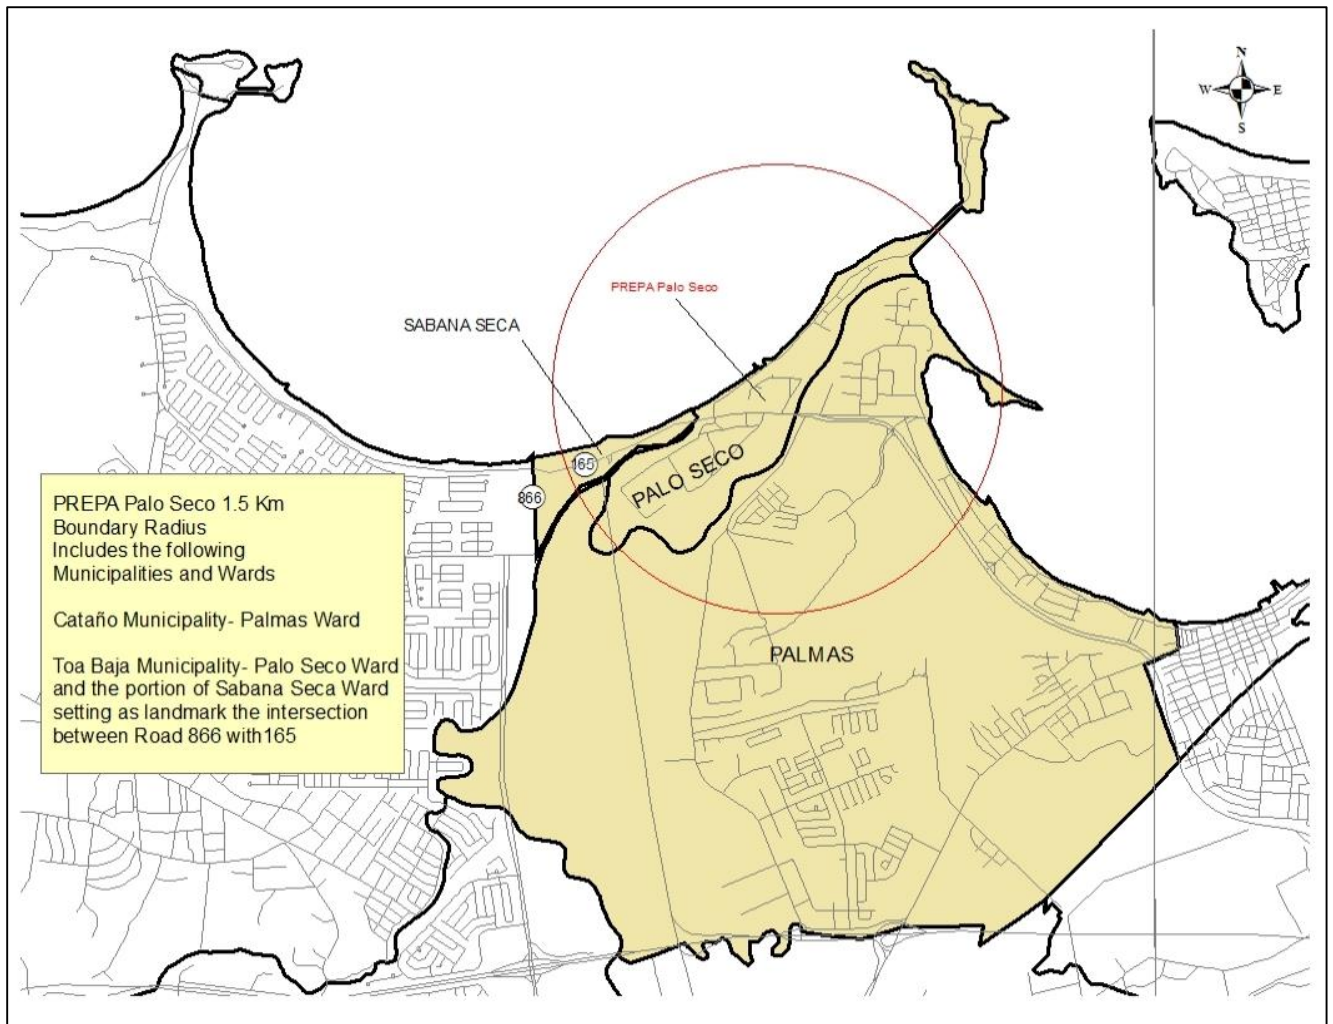 N
W E
S
PREPA Palo Seco
SABANA SECA
165
PALO SECO
866
PREPA Palo Seco 1.5 Km
Boundary Radius
Includes the following
Municipalities and Wards
Cataño Municipality- Palmas Ward
Toa Baja Municipality- Palo Seco Ward
and the portion of Sabana Seca Ward
setting as landmark the intersection
between Road 866 with165
PALMAS